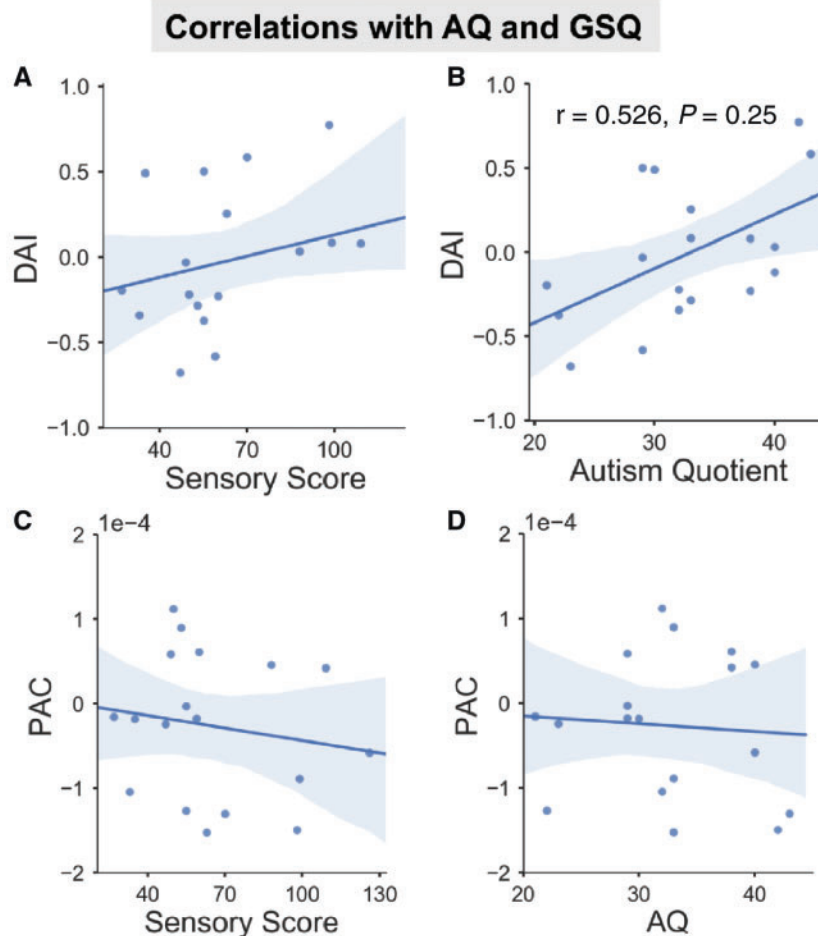 Correlations with AQ and GSQ
A
1.0
0.5
0.0
−0.5
−1.0
DAI
40 70 100
Sensory Score
B
r = 0.526, P = 0.25
1.0
0.5
0.0
−0.5
−1.0
DAI
20 30 40
Autism Quotient
C
1e−4
2
1
0
−1
−2
PAC
40 70 100 130
Sensory Score
D
1e−4
2
1
0
−1
−2
PAC
20 30 40
AQ